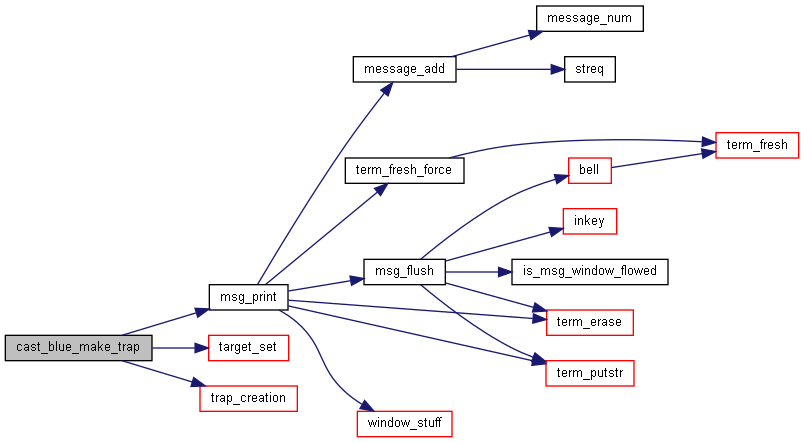 message_num
message_add
streq
term_fresh
term_fresh_force
bell
inkey
msg_flush
is_msg_window_flowed
msg_print
term_erase
cast_blue_make_trap
target_set
term_putstr
trap_creation
window_stuff